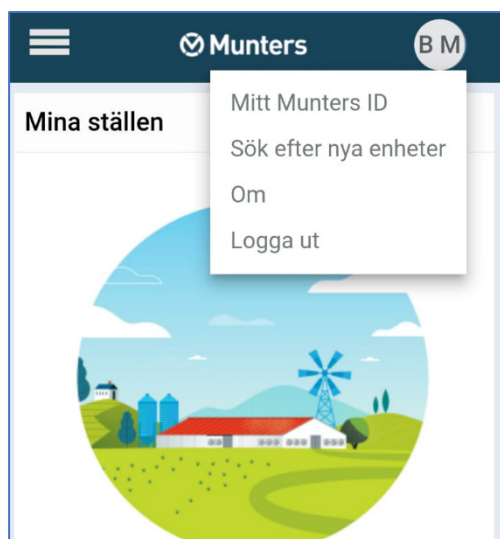 Munters
B M
Mina ställen
Mitt Munters ID
Sök efter nya enheter
Om
Logga ut